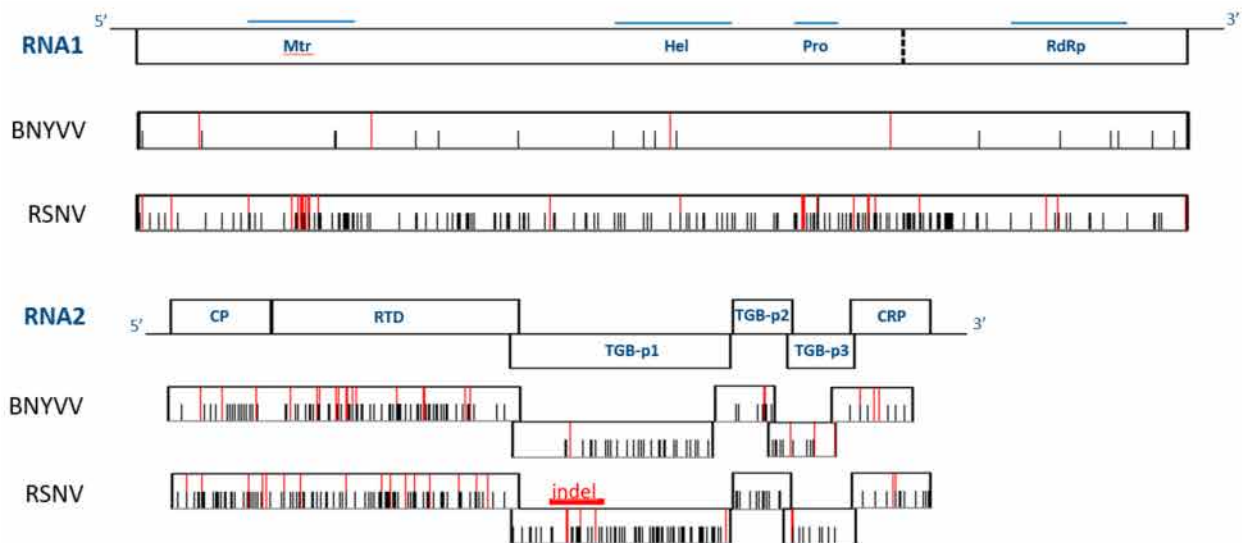 5’ 3’
RNA1 Mtr Hel Pro RdRp
BNYVV
RSNV
RNA2 5’ CP RTD TGB-p2 CRP 3’
TGB-p1 TGB-p3
BNYVV
RSNV indel